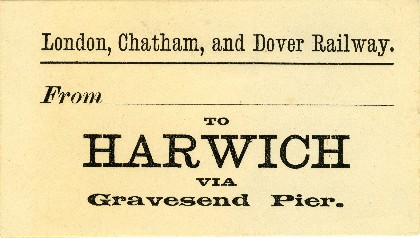 London, Chatham, and Dover Railway.
From
TO
HARWICH
VIA
Gravesend Pier.